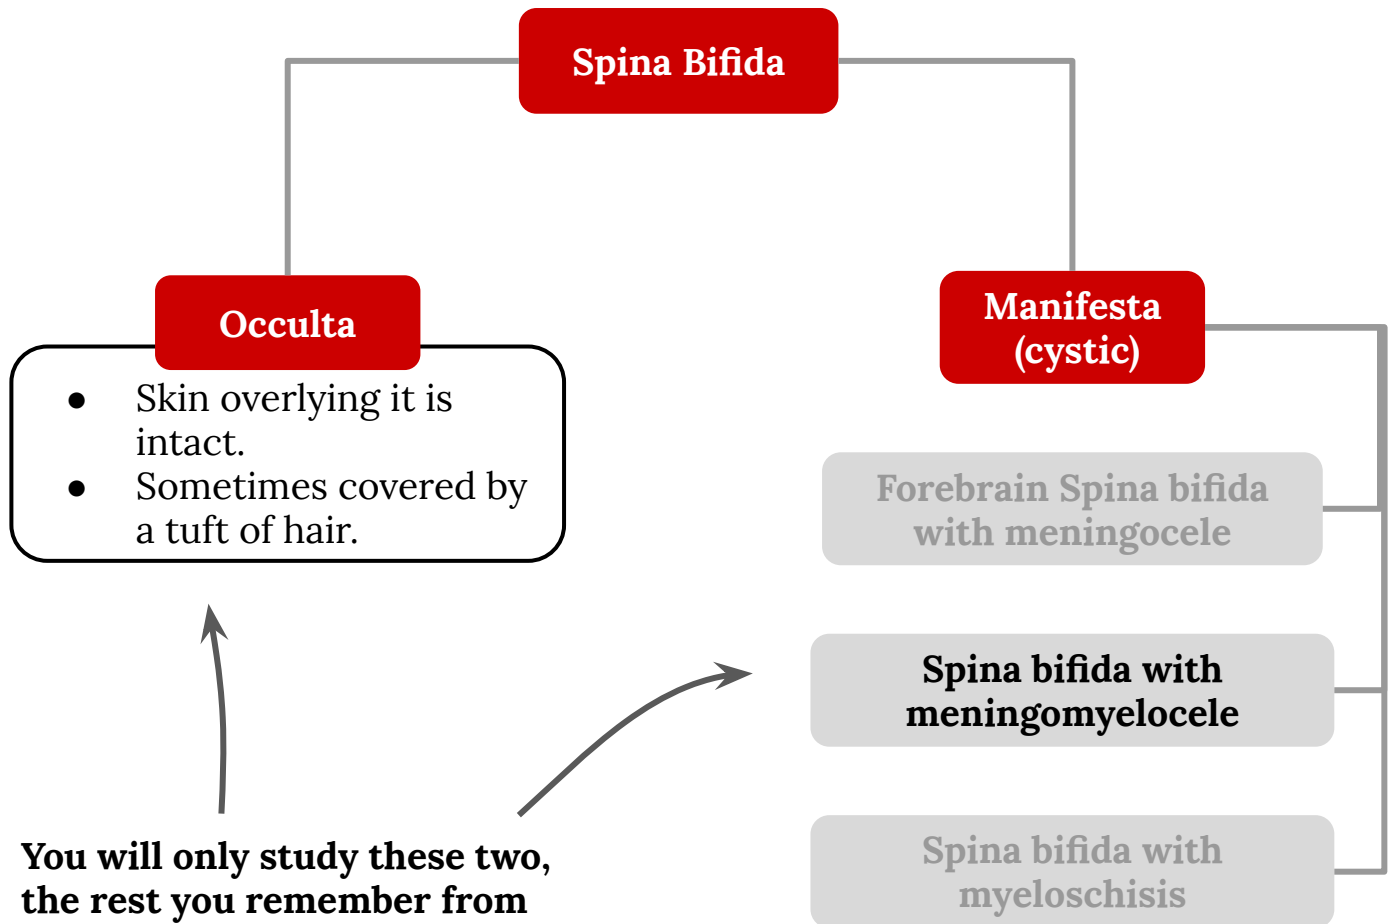 Spina Bifida
Occulta
● Skin overlying it is
intact.
● Sometimes covered by
a tuft of hair.
Manifesta
(cystic)
Forebrain Spina bifida
with meningocele
Spina bifida with
meningomyelocele
Spina bifida with
myeloschisis
You will only study these two,
the rest you remember from